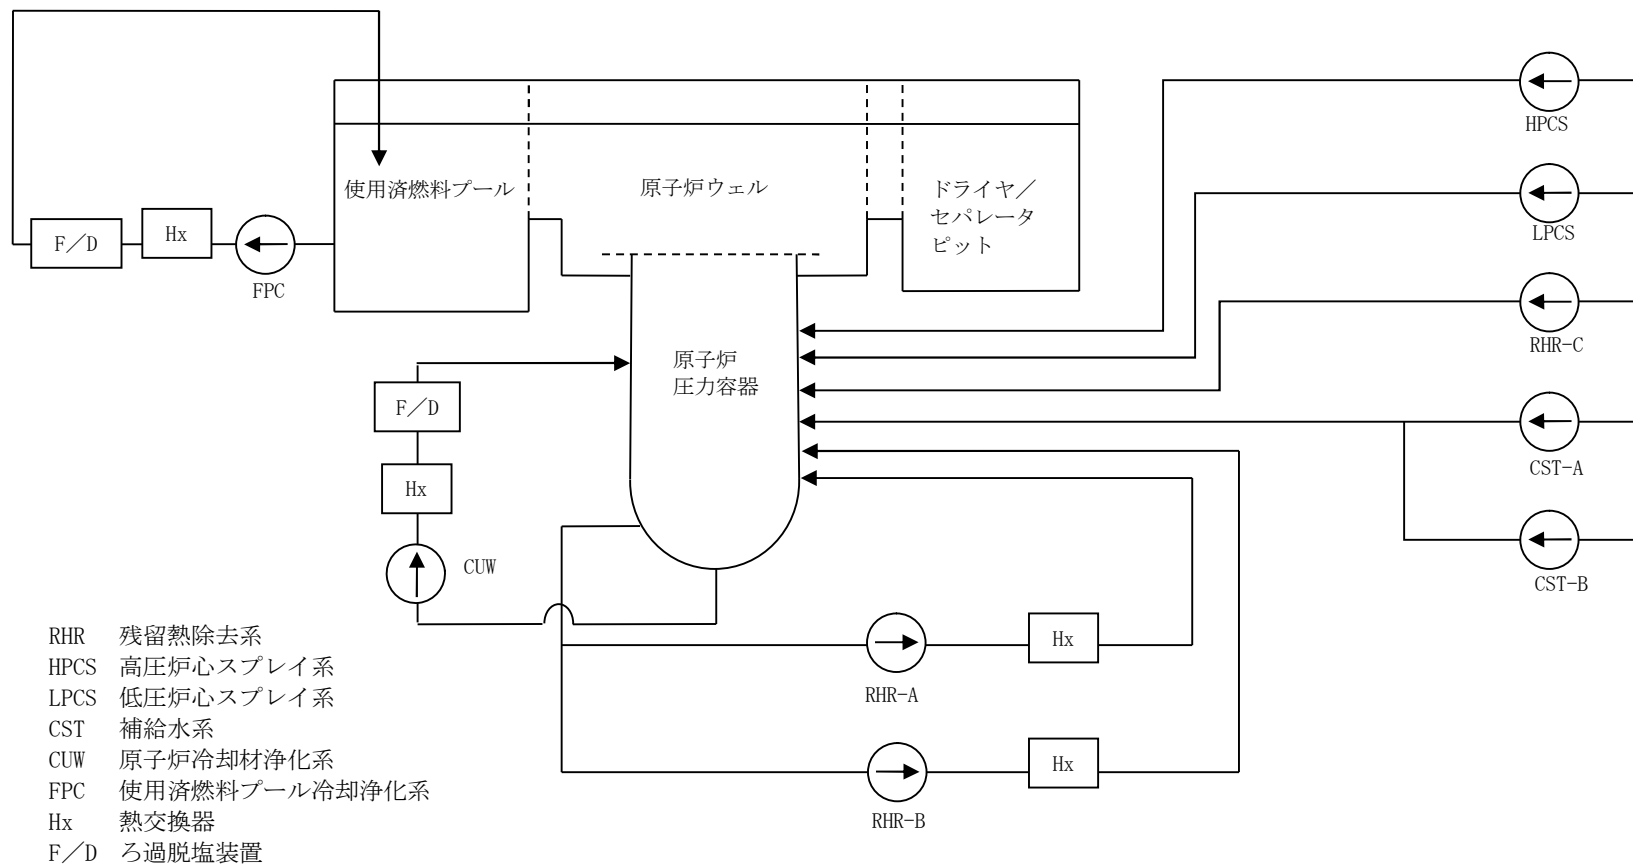 HPCS
使用済燃料プール
原子炉ウェル
ドライヤ／
セパレータ
ピット
LPCS
F／D
Hx
FPC
RHR-C
原子炉
圧力容器
F／D
CST-A
Hx
CUW
CST-B
Hx
RHR-A
Hx
RHR-B
RHR 残留熱除去系
HPCS 高圧炉心スプレイ系
LPCS 低圧炉心スプレイ系
CST 補給水系
CUW 原子炉冷却材浄化系
FPC 使用済燃料プール冷却浄化系
Hx 熱交換器
F／D ろ過脱塩装置